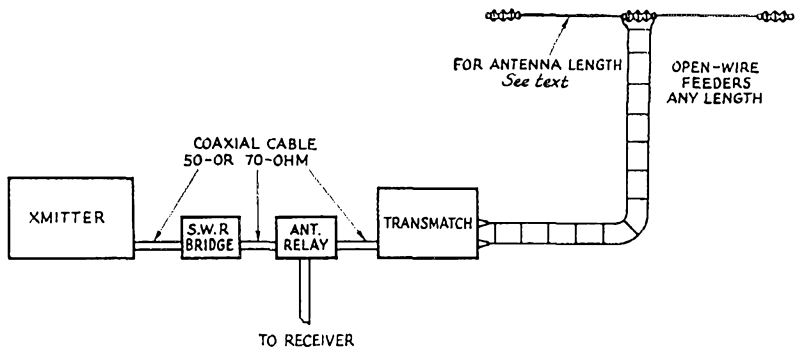 FOR ANTENNA LENGTH
See text
OPEN-WIRE
FEEDERS
ANY LENGTH
COAXIAL CABLE
50-OR 70-OHM
XMITTER
S.W.R
BRIDGE
ANT.
RELAY
TRANSMATCH
TO RECEIVER